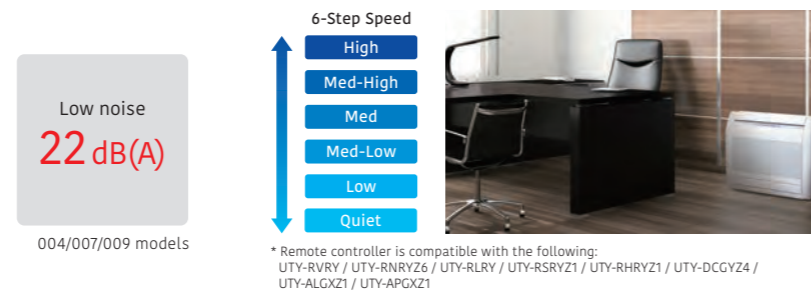 Low noise
22 dB(A)
004/007/009 models
6-Step Speed
High
Med-High
Med
Med-Low
Low
Quiet
* Remote controller is compatible with the following:
UTY-RVRY / UTY-RNRYZ6 / UTY-RLRY / UTY-RSRYZ1 / UTY-RHRYZ1 / UTY-DCGYZ4 /
UTY-ALGXZ1 / UTY-APGXZ1